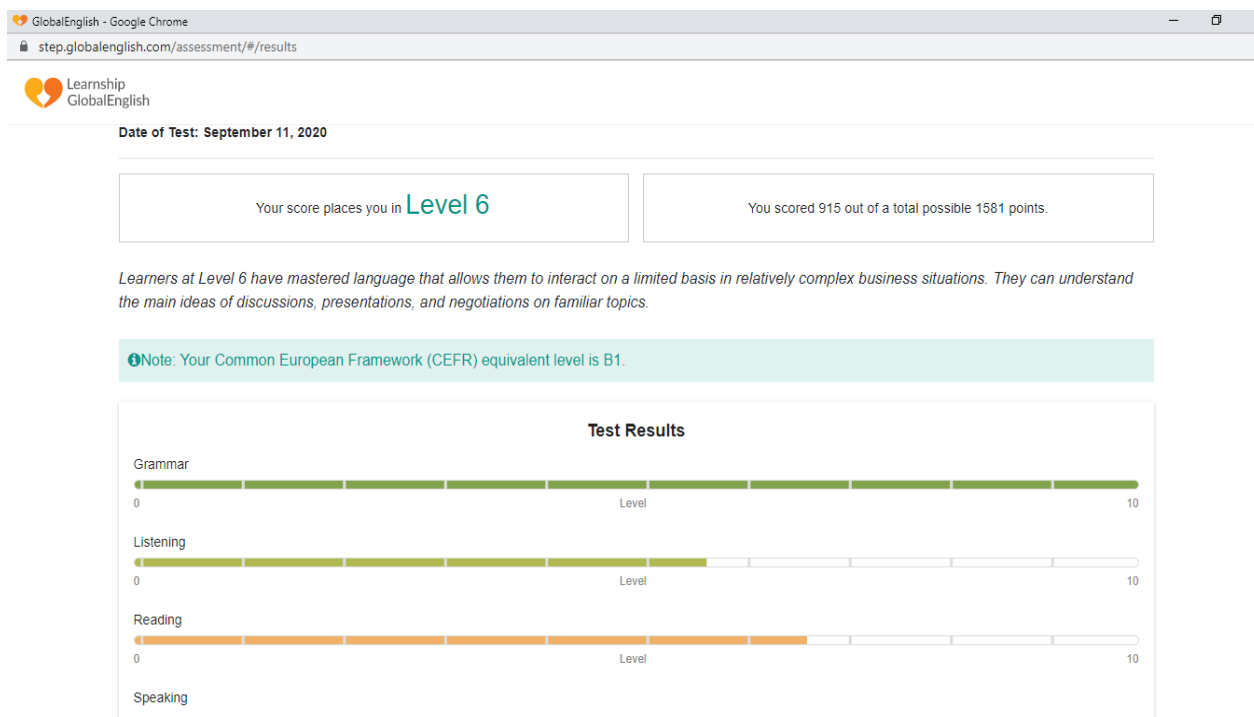 GlobalEnglish - Google Chrome
step.globalenglish.com/assessment/#/results
Learnship
GlobalEnglish
Date of Test: September 11, 2020
Your score places you in Level 6
You scored 915 out of a total possible 1581 points.
Learners at Level 6 have mastered language that allows them to interact on a limited basis in relatively complex business situations. They can understand
the main ideas of discussions, presentations, and negotiations on familiar topics.
Note: Your Common European Framework (CEFR) equivalent level is B1.
Test Results
Grammar
0 Level 10
Listening
0 Level 10
Reading
0 Level 10
Speaking